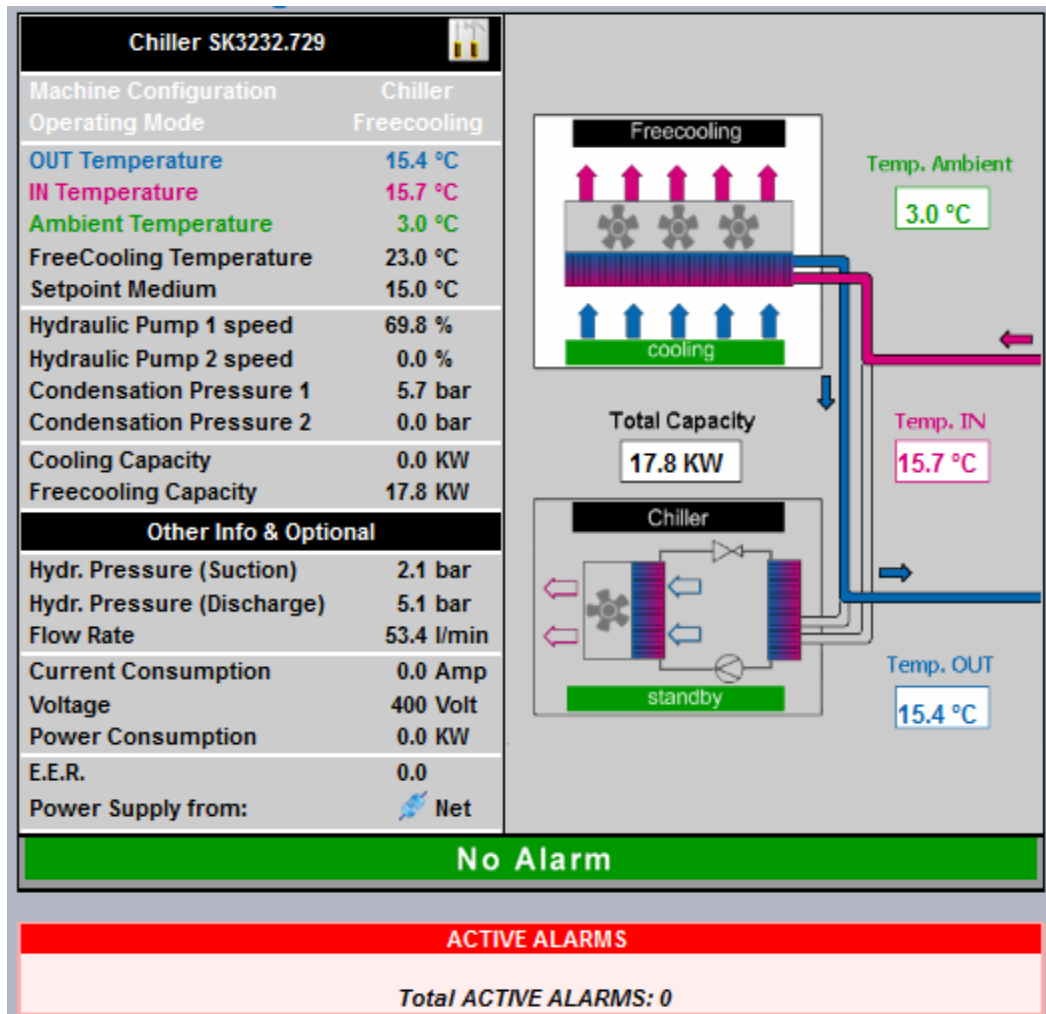 Chiller SK3232.729
Machine Configuration Chiller
Operating Mode Freecooling
OUT Temperature 15.4 °C
IN Temperature 15.7 °C
Ambient Temperature 3.0 °C
FreeCooling Temperature 23.0 °C
Setpoint Medium 15.0 °C
Hydraulic Pump 1 speed 69.8 %
Hydraulic Pump 2 speed 0.0 %
Condensation Pressure 1 5.7 bar
Condensation Pressure 2 0.0 bar
Cooling Capacity 0.0 KW
Freecooling Capacity 17.8 KW
Other Info & Optional
Hydr. Pressure (Suction) 2.1 bar
Hydr. Pressure (Discharge) 5.1 bar
Flow Rate 53.4 l/min
Current Consumption 0.0 Amp
Voltage 400 Volt
Power Consumption 0.0 KW
E.E.R. 0.0
Power Supply from: Net
Freecooling
cooling
Temp. Ambient
3.0 °C
Total Capacity
17.8 KW
Temp. IN
15.7 °C
Chiller
standby
Temp. OUT
15.4 °C
No Alarm
ACTIVE ALARMS
Total ACTIVE ALARMS: 0